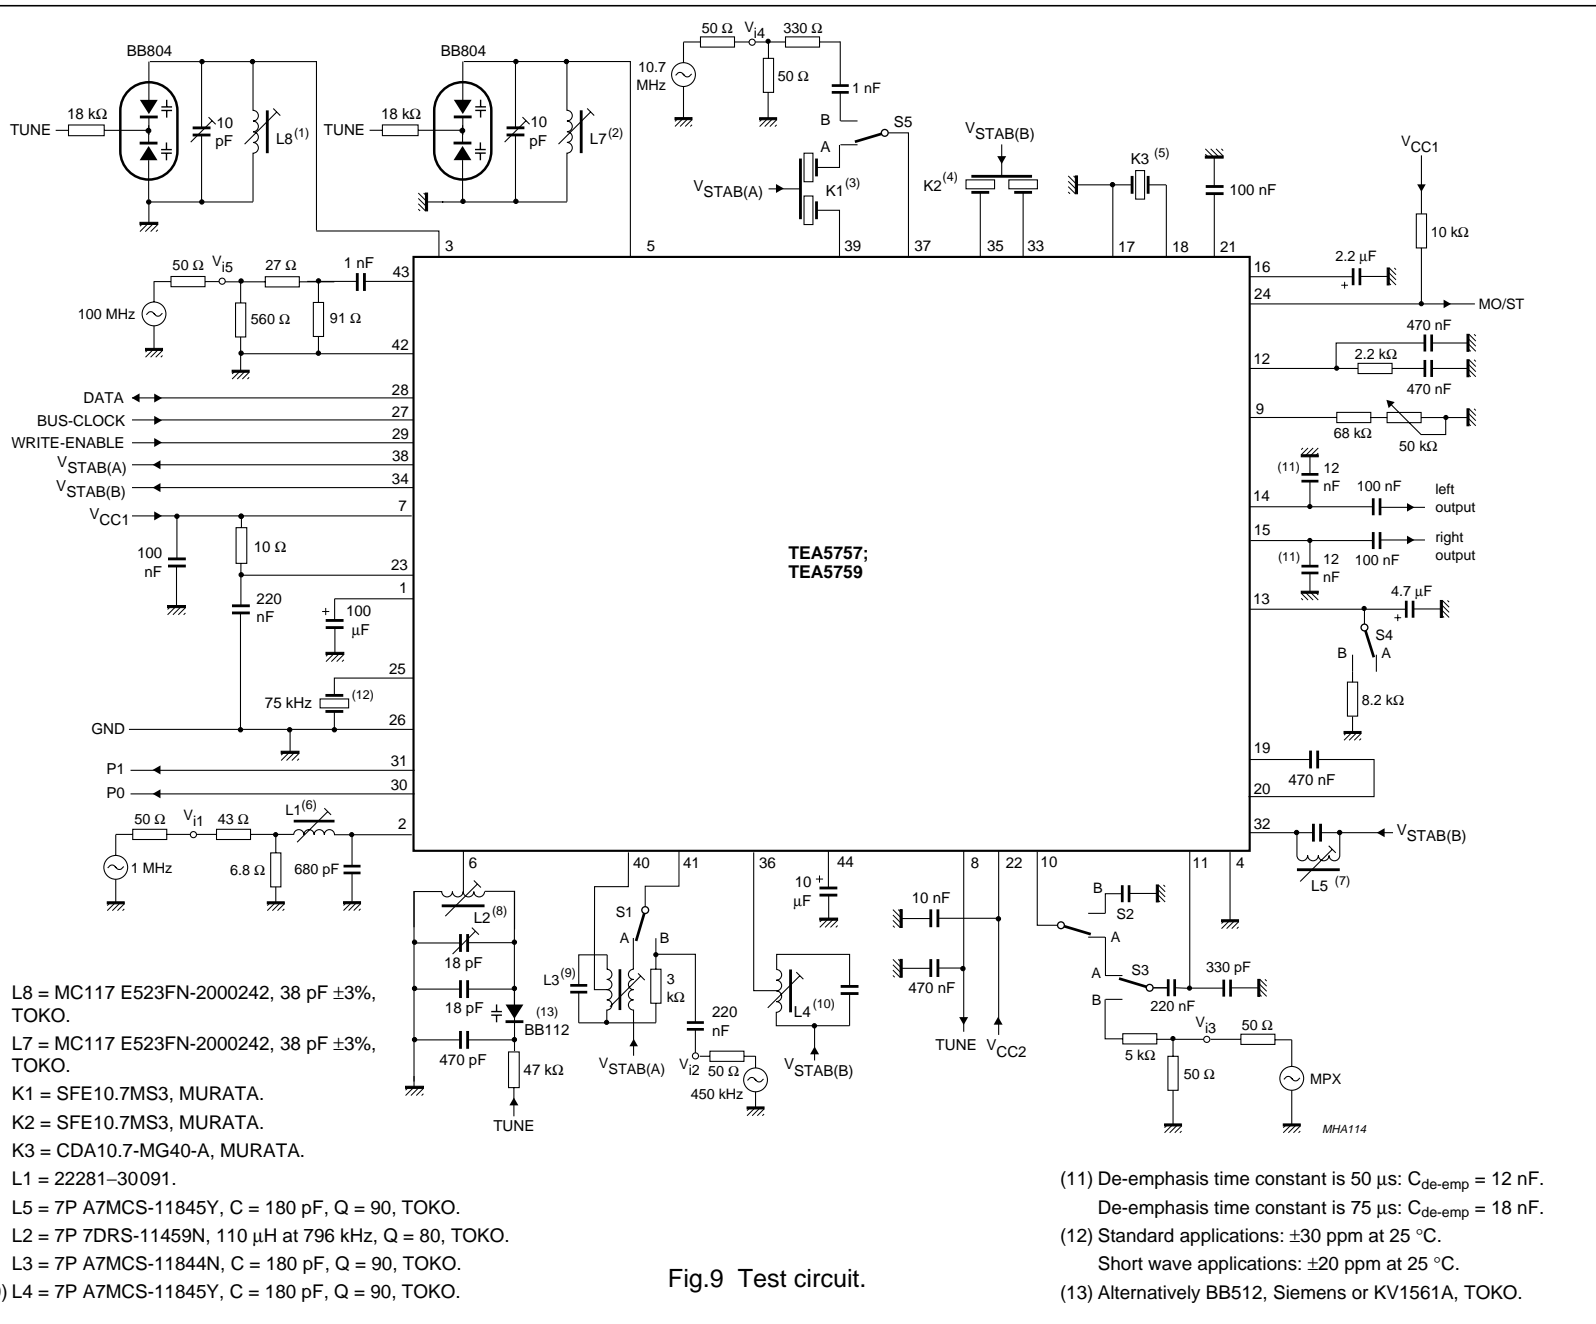 BB804
BB804
50 Ω
Vi4
330 Ω
10.7
MHz
50 Ω
1 nF
18 kΩ
TUNE
10
pF
L8(1)
18 kΩ
TUNE
10
pF
L7(2)
B
S5
A
VSTAB(A)
K1(3)
VSTAB(B)
K2(4)
K3 (5)
100 nF
VCC1
10 kΩ
3
5
39
37
35
33
17
18
21
50 Ω
Vi5
27 Ω
1 nF
43
100 MHz
560 Ω
91 Ω
42
16
2.2 μF
+
24
MO/ST
470 nF
12
2.2 kΩ
470 nF
DATA
28
BUS-CLOCK
27
WRITE-ENABLE
29
VSTAB(A)
38
VSTAB(B)
34
VCC1
7
9
68 kΩ
50 kΩ
(11)
12
nF
14
100 nF
left
output
15
right
output
(11)
12
nF
100 nF
100
nF
10 Ω
23
1
220
nF
+
100
μF
TEA5757;
TEA5759
13
4.7 μF
+
S4
B
A
8.2 kΩ
25
75 kHz
(12)
26
GND
31
P1
30
P0
19
470 nF
20
50 Ω
Vi1
43 Ω
L1(6)
2
1 MHz
6.8 Ω
680 pF
32
VSTAB(B)
L5 (7)
6
40
41
36
44
8
22
10
11
4
L2(8)
18 pF
18 pF
(13)
BB112
470 pF
47 kΩ
TUNE
S1
A
B
L3(9)
3
kΩ
220
nF
VSTAB(A)
Vi2
50 Ω
450 kHz
L4 (10)
VSTAB(B)
10
μF
+
10 nF
470 nF
TUNE
VCC2
B
S2
A
A
S3
B
220 nF
330 pF
5 kΩ
Vi3
50 Ω
50 Ω
MPX
MHA114
L8 = MC117 E523FN-2000242, 38 pF ±3%,
TOKO.
L7 = MC117 E523FN-2000242, 38 pF ±3%,
TOKO.
K1 = SFE10.7MS3, MURATA.
K2 = SFE10.7MS3, MURATA.
K3 = CDA10.7-MG40-A, MURATA.
L1 = 22281–30091.
L5 = 7P A7MCS-11845Y, C = 180 pF, Q = 90, TOKO.
L2 = 7P 7DRS-11459N, 110 μH at 796 kHz, Q = 80, TOKO.
L3 = 7P A7MCS-11844N, C = 180 pF, Q = 90, TOKO.
) L4 = 7P A7MCS-11845Y, C = 180 pF, Q = 90, TOKO.
Fig.9 Test circuit.
(11) De-emphasis time constant is 50 μs: Cde-emp = 12 nF.
De-emphasis time constant is 75 μs: Cde-emp = 18 nF.
(12) Standard applications: ±30 ppm at 25 °C.
Short wave applications: ±20 ppm at 25 °C.
(13) Alternatively BB512, Siemens or KV1561A, TOKO.